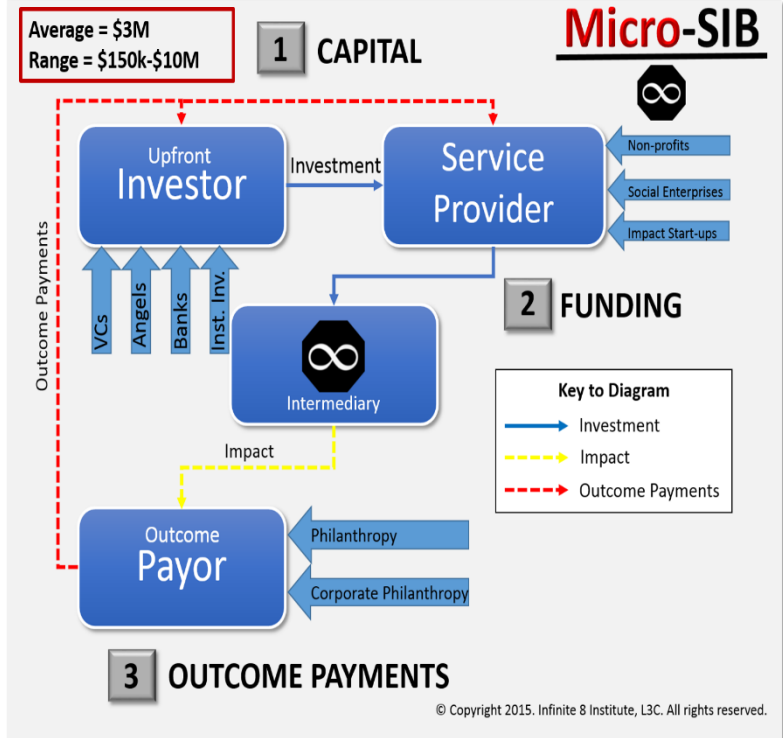 Average = $3M
Range = $150k-$10M
1 CAPITAL
Micro-SIB
Upfront
Investor
Investment
Service
Provider
Non-profits
Social Enterprises
Impact Start-ups
Outcome Payments
VCs
Angels
Banks
Inst. Inv.
2 FUNDING
Intermediary
Key to Diagram
Investment
Impact
Outcome Payments
Impact
Outcome
Payor
Philanthropy
Corporate Philanthropy
3 OUTCOME PAYMENTS
© Copyright 2015. Infinite 8 Institute, L3C. All rights reserved.